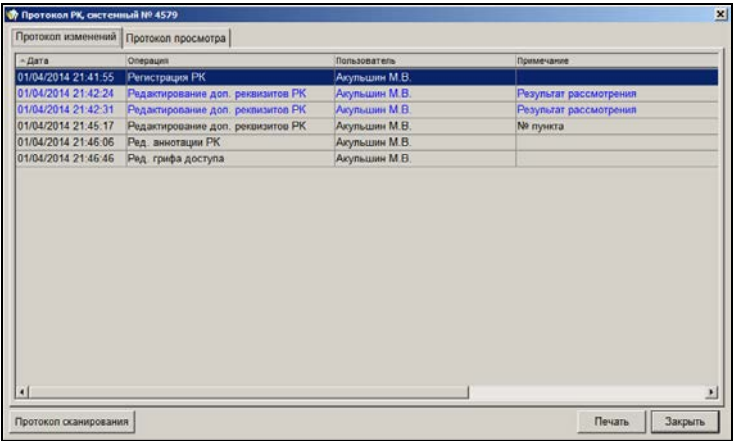 Протокол РК, системный № 4579
Протокол изменений Протокол просмотра
Дата Операция Пользователь Примечание
01/04/2014 21:41:55 Регистрация РК Акульшин М.В.
01/04/2014 21:42:24 Редактирование доп. реквизитов РК Акульшин М.В. Результат рассмотрения
01/04/2014 21:42:31 Редактирование доп. реквизитов РК Акульшин М.В. Результат рассмотрения
01/04/2014 21:45:17 Редактирование доп. реквизитов РК Акульшин М.В. № пункта
01/04/2014 21:46:06 Ред. аннотации РК Акульшин М.В.
01/04/2014 21:46:46 Ред. грифа доступа Акульшин М.В.
Протокол сканирования Печать Закрыть